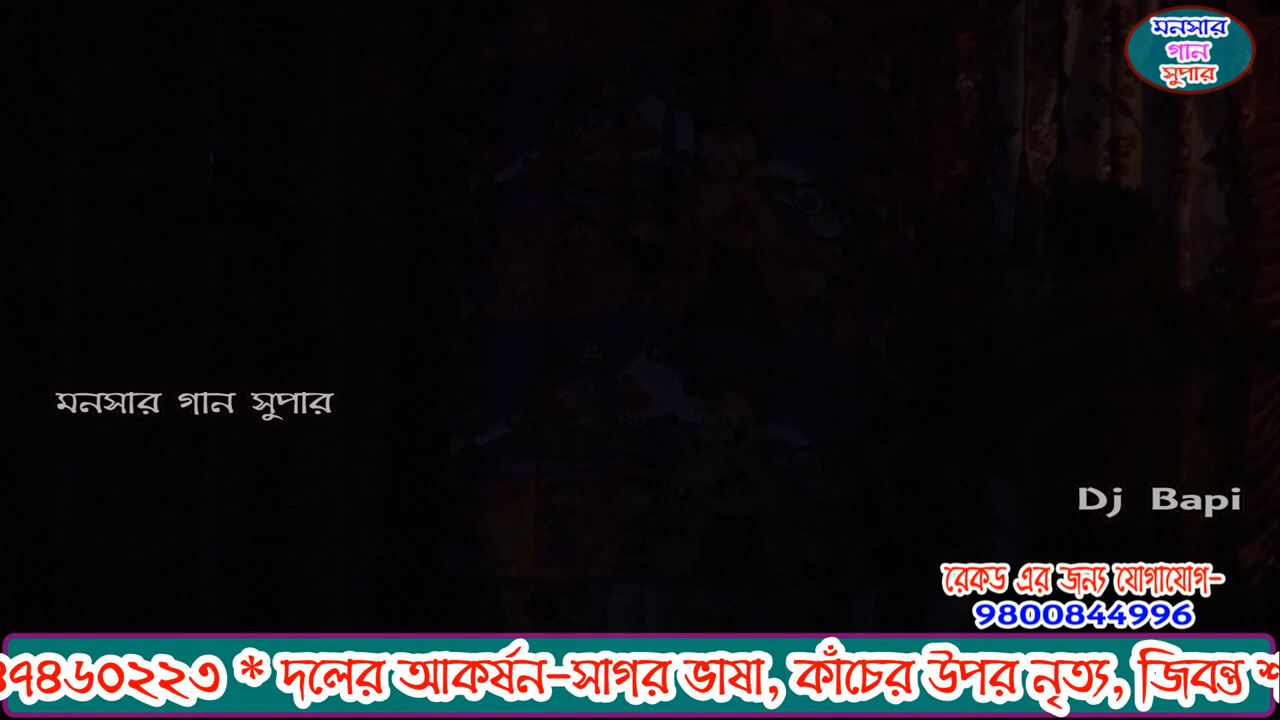 মনসার
গান
সুপার
মনসার গান সুপার
Dj Bapi
রেকড এর জন্য যোগাযোগ-
9800844996
৭৪৬০২২৩ * দলের আকর্ষন-সাগর ভাষা, কাঁচের উপর নৃত্য, জিবন্ত